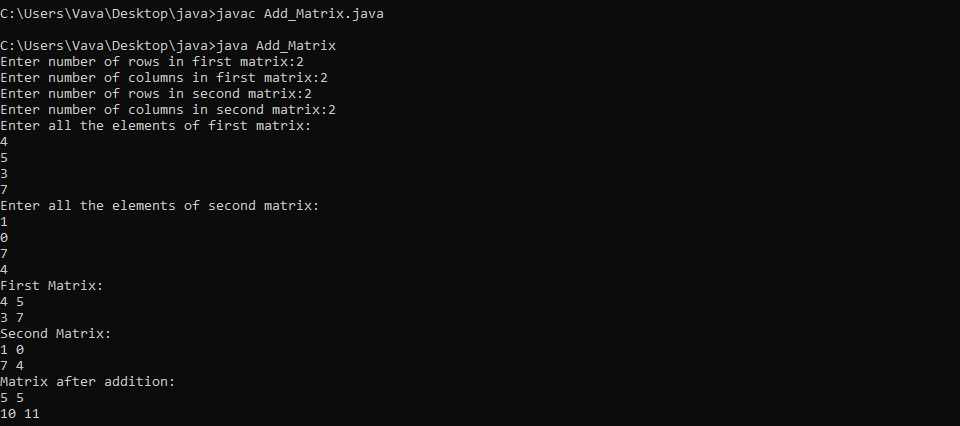 C:\Users\Vava\Desktop\java>javac Add_Matrix.java
C:\Users\Vava\Desktop\java>java Add_Matrix
Enter number of rows in first matrix:2
Enter number of columns in first matrix:2
Enter number of rows in second matrix:2
Enter number of columns in second matrix:2
Enter all the elements of first matrix:
4
5
3
7
Enter all the elements of second matrix:
1
0
7
4
First Matrix:
4 5
3 7
Second Matrix:
1 0
7 4
Matrix after addition:
5 5
10 11